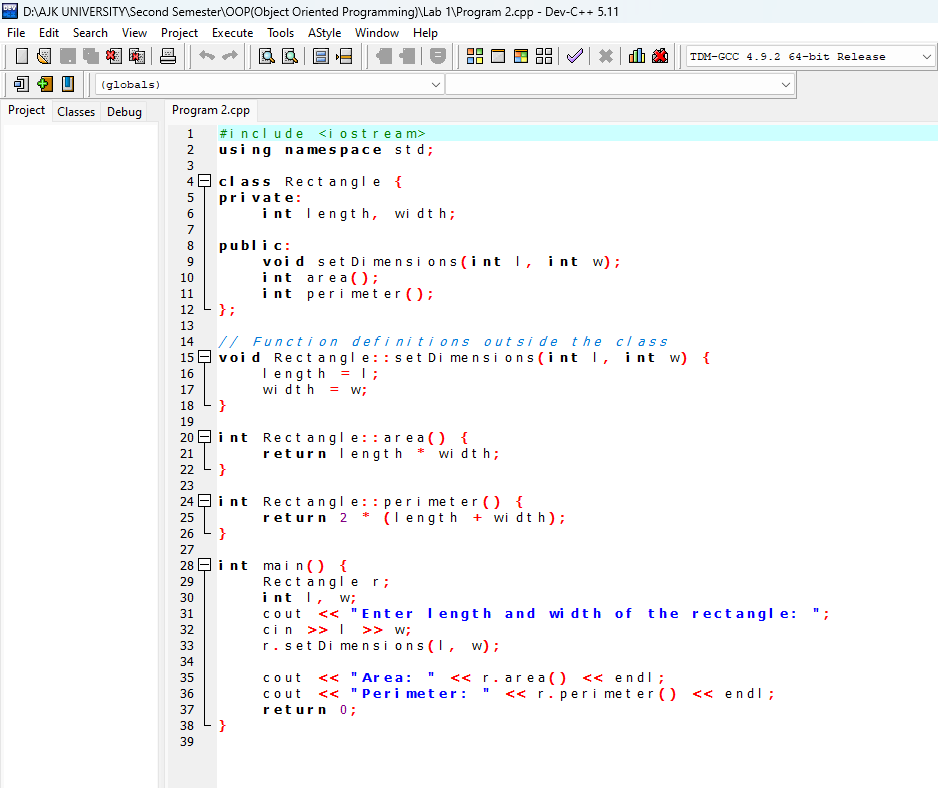 D:\AJK UNIVERSITY\Second Semester\OOP(Object Oriented Programming)\Lab 1\Program 2.cpp - Dev-C++ 5.11
File Edit Search View Project Execute Tools AStyle Window Help
TDM-GCC 4.9.2 64-bit Release
(globals)
Project Classes Debug
Program 2.cpp
1 #include <iostream>
2 using namespace std;
3
4 class Rectangle {
5 private:
6     int length, width;
7
8 public:
9     void setDimensions(int l, int w);
10     int area();
11     int perimeter();
12 };
13
14 // Function definitions outside the class
15 void Rectangle::setDimensions(int l, int w) {
16     length = l;
17     width = w;
18 }
19
20 int Rectangle::area() {
21     return length * width;
22 }
23
24 int Rectangle::perimeter() {
25     return 2 * (length + width);
26 }
27
28 int main() {
29     Rectangle r;
30     int l, w;
31     cout << "Enter length and width of the rectangle: ";
32     cin >> l >> w;
33     r.setDimensions(l, w);
34
35     cout << "Area: " << r.area() << endl;
36     cout << "Perimeter: " << r.perimeter() << endl;
37     return 0;
38 }
39